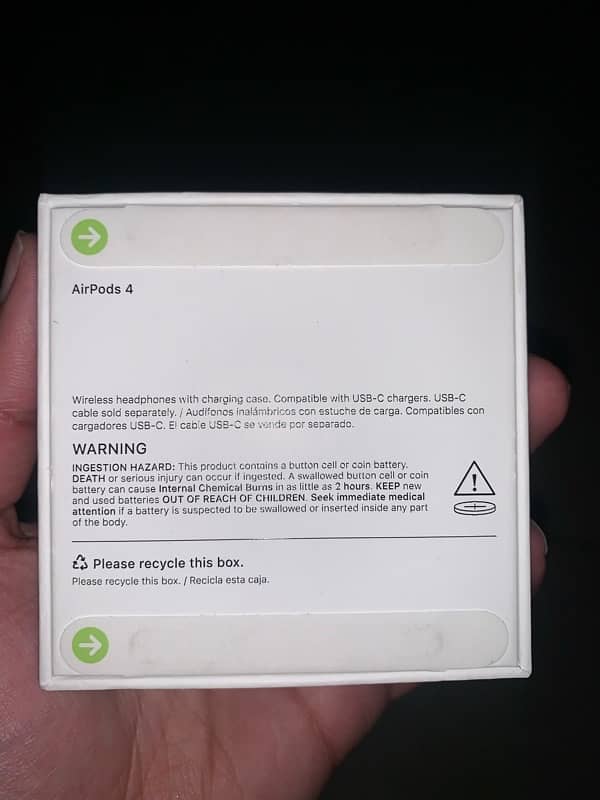 AirPods 4
Wireless headphones with charging case. Compatible with USB-C chargers. USB-C
cable sold separately. / Audífonos inalámbricos con estuche de carga. Compatibles con
cargadores USB-C. El cable USB-C se vende por separado.
WARNING
INGESTION HAZARD: This product contains a button cell or coin battery.
DEATH or serious injury can occur if ingested. A swallowed button cell or coin
battery can cause Internal Chemical Burns in as little as 2 hours. KEEP new
and used batteries OUT OF REACH OF CHILDREN. Seek immediate medical
attention if a battery is suspected to be swallowed or inserted inside any part
of the body.
Please recycle this box.
Please recycle this box. / Recicla esta caja.